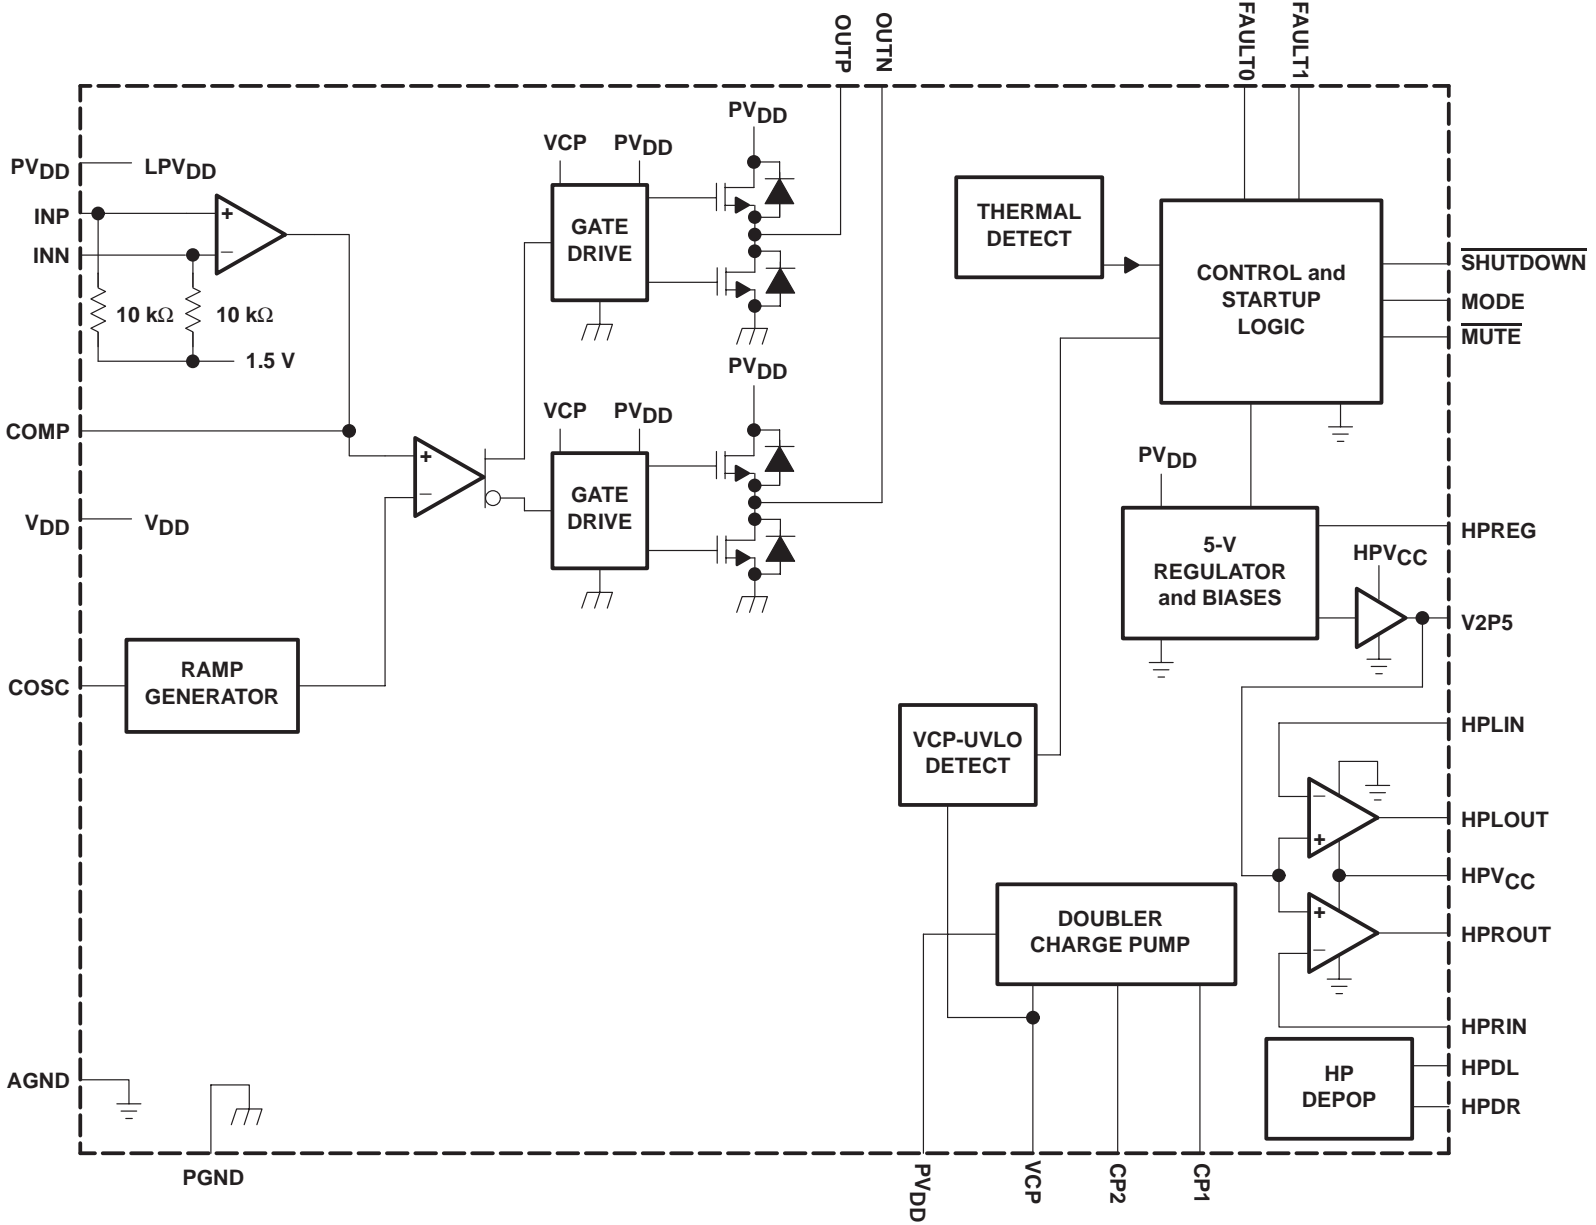 OUTP
OUTN
FAULT0
FAULT1
PVDD
LPVDD
INP
INN
+
−
10 kΩ
10 kΩ
1.5 V
COMP
VDD
VDD
+
−
COSC
RAMP
GENERATOR
AGND
PGND
VCP
PVDD
PVDD
GATE
DRIVE
PVDD
VCP
PVDD
GATE
DRIVE
THERMAL
DETECT
CONTROL and
STARTUP
LOGIC
SHUTDOWN
MODE
MUTE
PVDD
5-V
REGULATOR
and BIASES
HPREG
HPVCC
V2P5
VCP-UVLO
DETECT
HPLIN
−
+
HPLOUT
HPVCC
+
−
HPROUT
HPRIN
DOUBLER
CHARGE PUMP
HP
DEPOP
HPDL
HPDR
PVDD
VCP
CP2
CP1